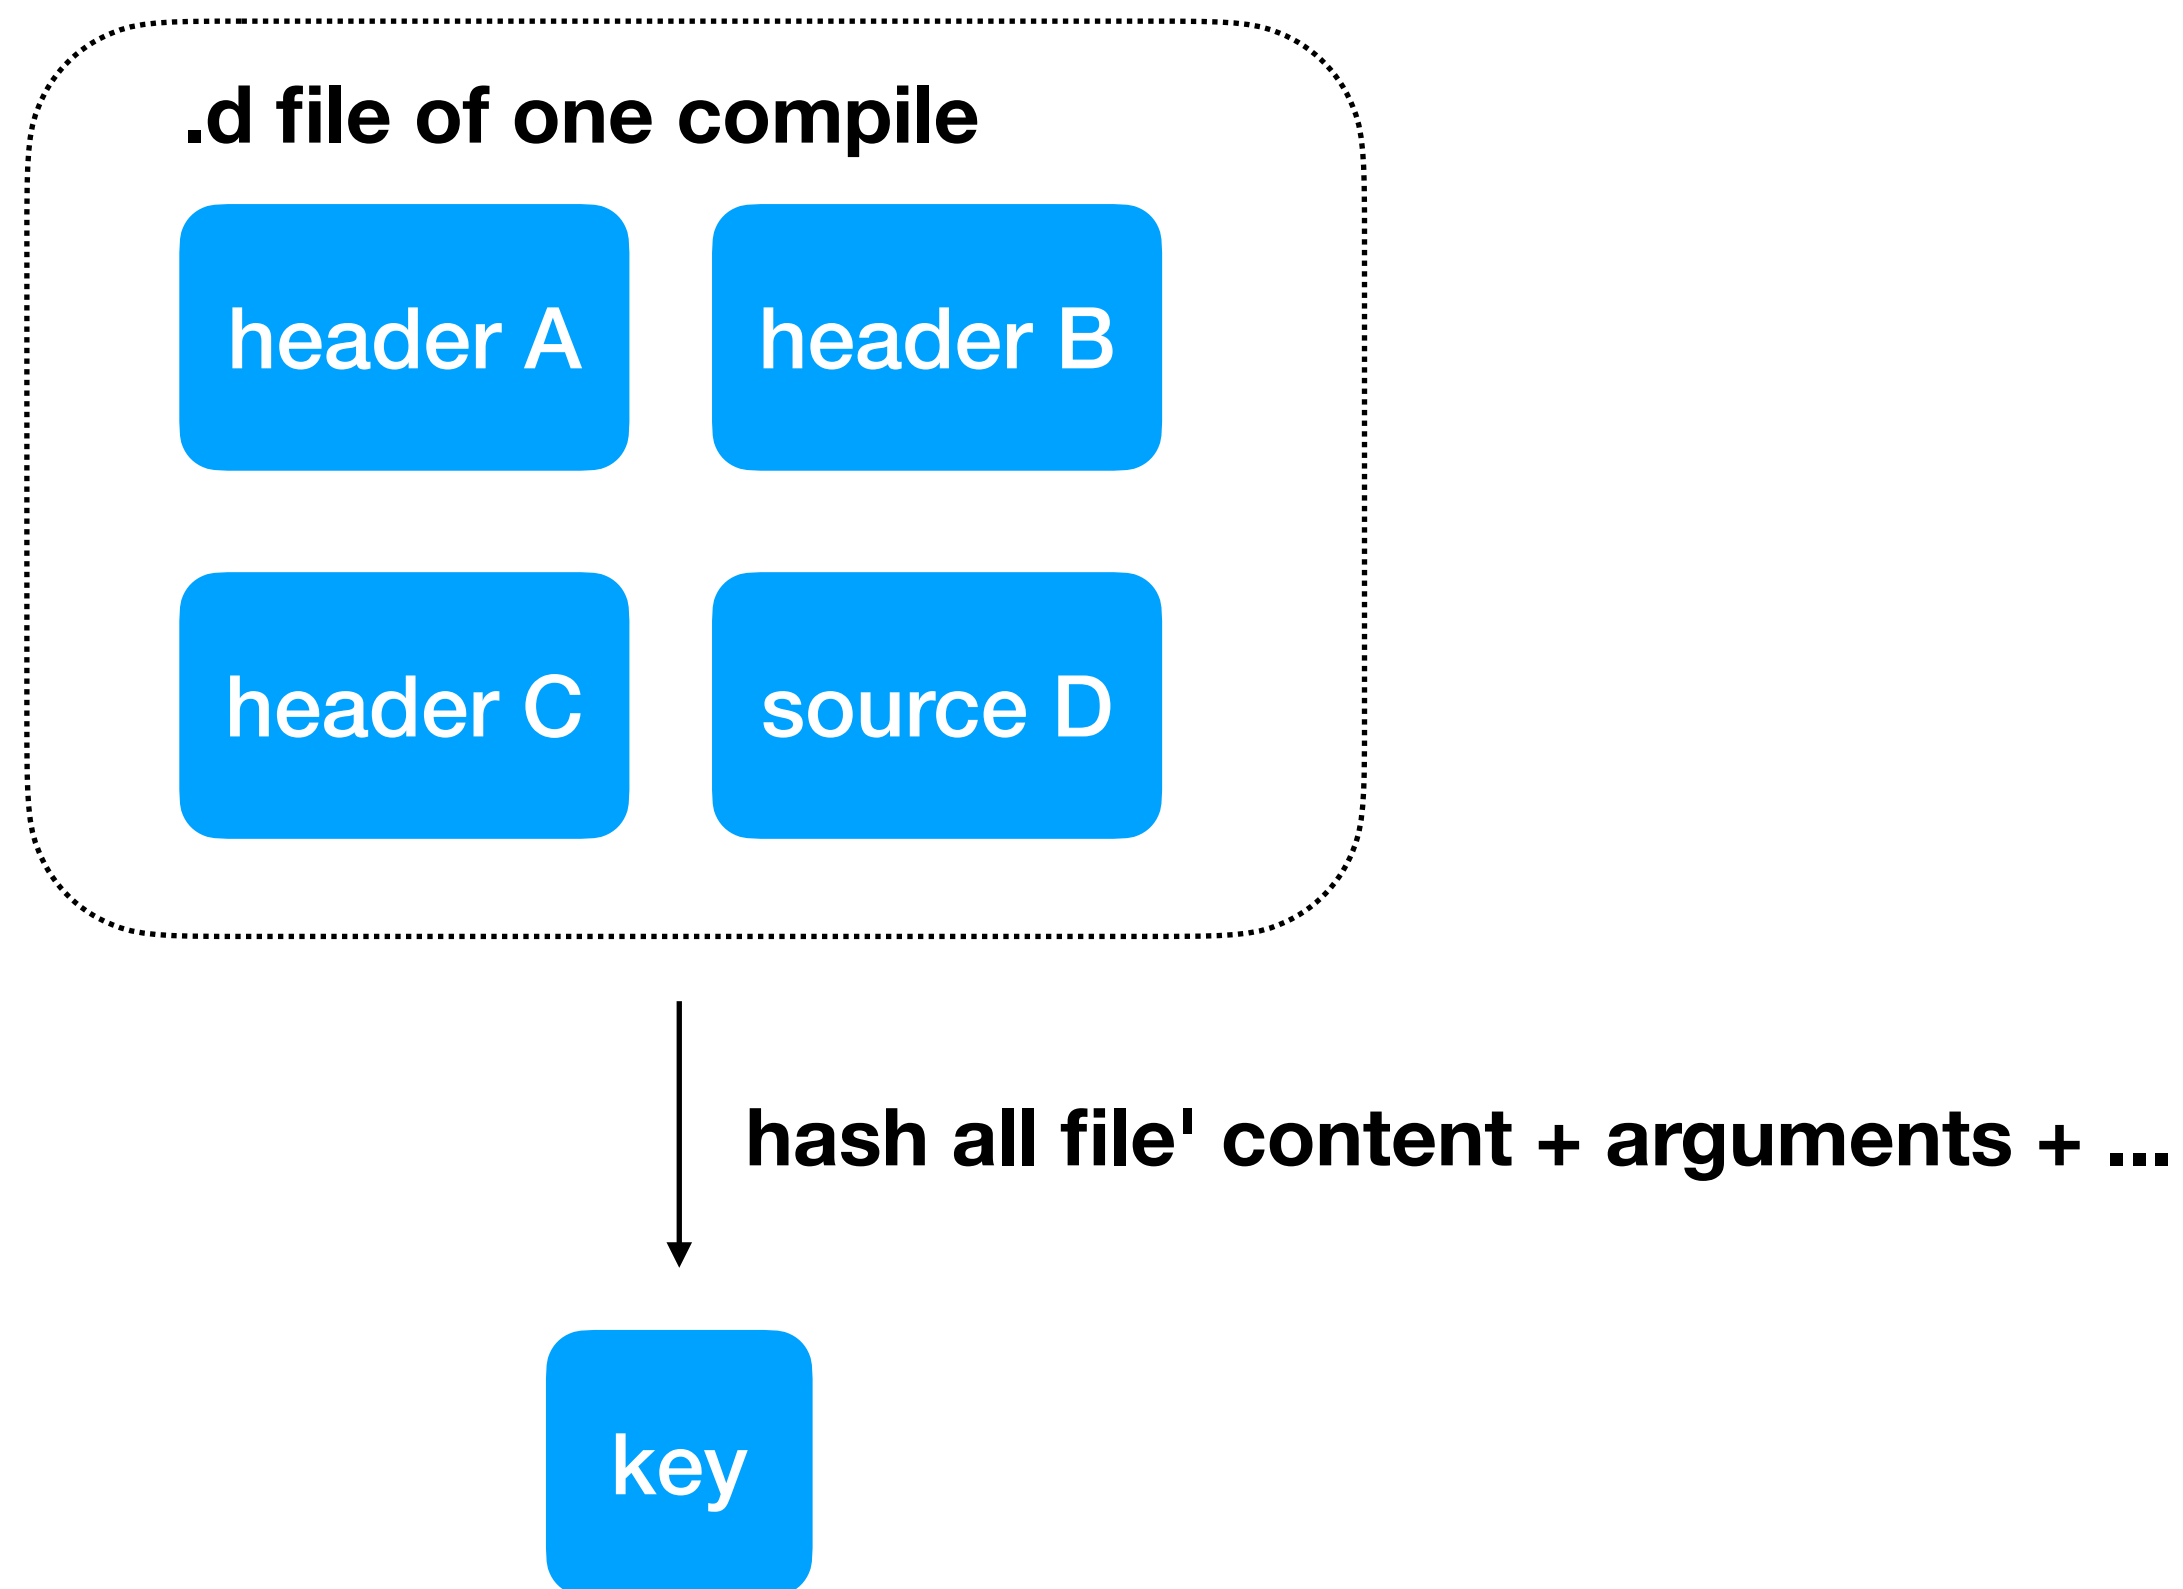 .d file of one compile
header A header B
header C source D
hash all file' content + arguments + ...
key